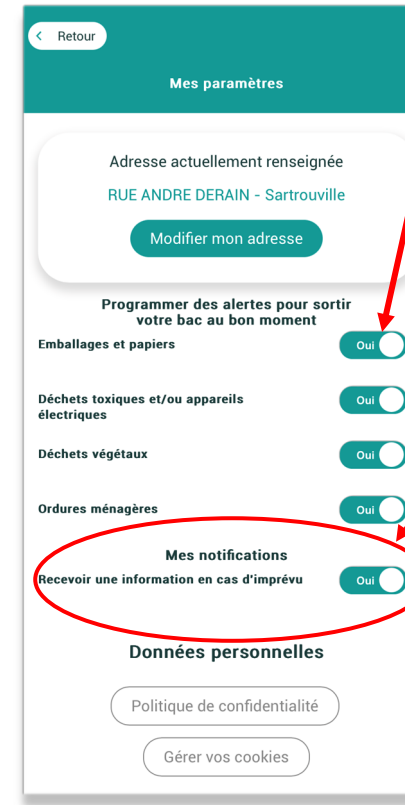 Retour
Mes paramètres
Adresse actuellement renseignée
RUE ANDRE DERAIN - Sartrouville
Modifier mon adresse
Programmer des alertes pour sortir
votre bac au bon moment
Emballages et papiers
Oui
Déchets toxiques et/ou appareils
électriques
Oui
Déchets végétaux
Oui
Ordures ménagères
Oui
Mes notifications
Recevoir une information en cas d'imprévu
Oui
Données personnelles
Politique de confidentialité
Gérer vos cookies